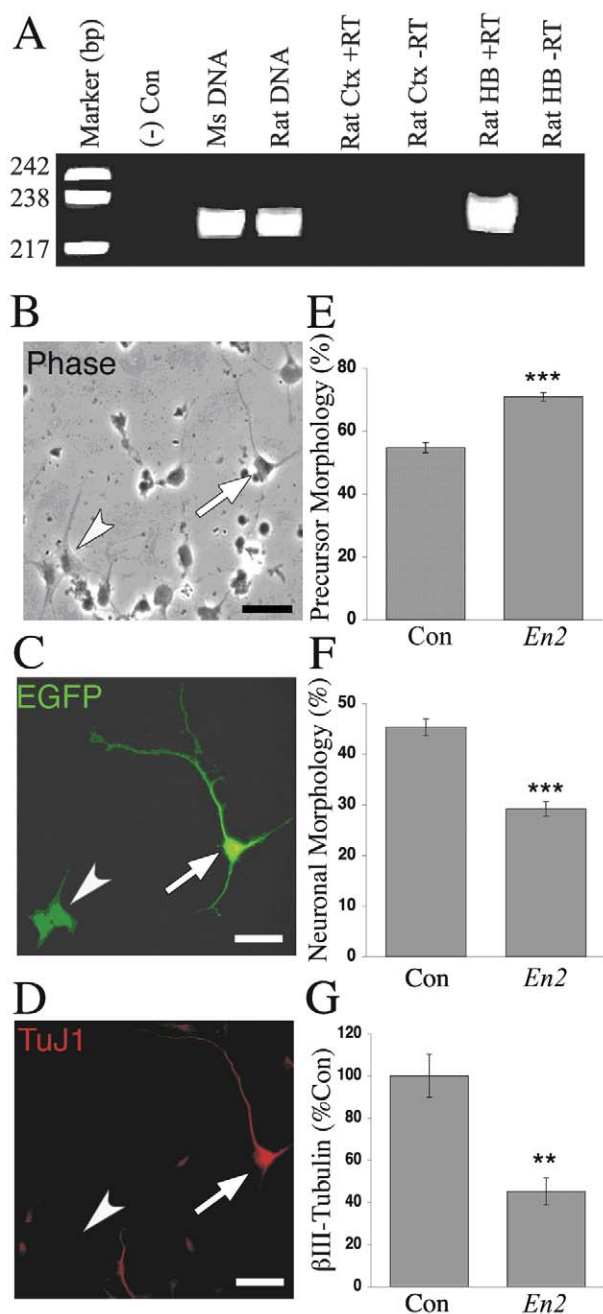 A
Marker (bp)
(-) Con
Ms DNA
Rat DNA
Rat Ctx +RT
Rat Ctx -RT
Rat HB +RT
Rat HB -RT
242
238
217
B
Phase
C
EGFP
D
TuJ1
E
Precursor Morphology (%)
80
60
40
20
0
***
Con
En2
F
Neuronal Morphology (%)
50
40
30
20
10
0
***
Con
En2
G
βIII-Tubulin (%Con)
120
100
80
60
40
20
0
**
Con
En2